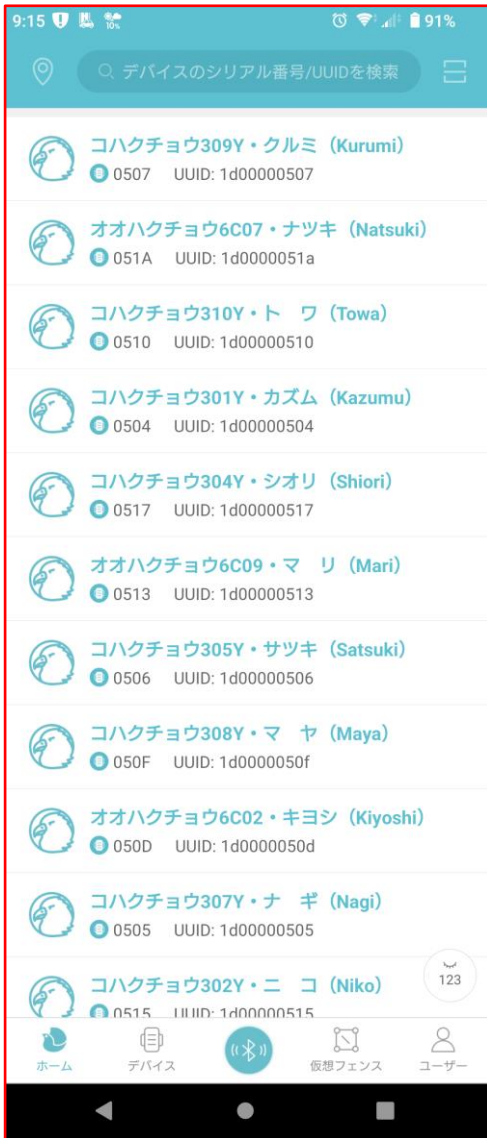 9:15 10% 91%
デバイスのシリアル番号/UUIDを検索
コハクチョウ309Y・クルミ（Kurumi）
0507 UUID: 1d00000507
オオハクチョウ6C07・ナツキ（Natsuki）
051A UUID: 1d0000051a
コハクチョウ310Y・ト　ワ（Towa）
0510 UUID: 1d00000510
コハクチョウ301Y・カズム（Kazumu）
0504 UUID: 1d00000504
コハクチョウ304Y・シオリ（Shiori）
0517 UUID: 1d00000517
オオハクチョウ6C09・マ　リ（Mari）
0513 UUID: 1d00000513
コハクチョウ305Y・サツキ（Satsuki）
0506 UUID: 1d00000506
コハクチョウ308Y・マ　ヤ（Maya）
050F UUID: 1d0000050f
オオハクチョウ6C02・キヨシ（Kiyoshi）
050D UUID: 1d0000050d
コハクチョウ307Y・ナ　ギ（Nagi）
0505 UUID: 1d00000505
コハクチョウ302Y・ニ　コ（Niko）
123
0515 UUID: 1d00000515
ホーム デバイス 仮想フェンス ユーザー